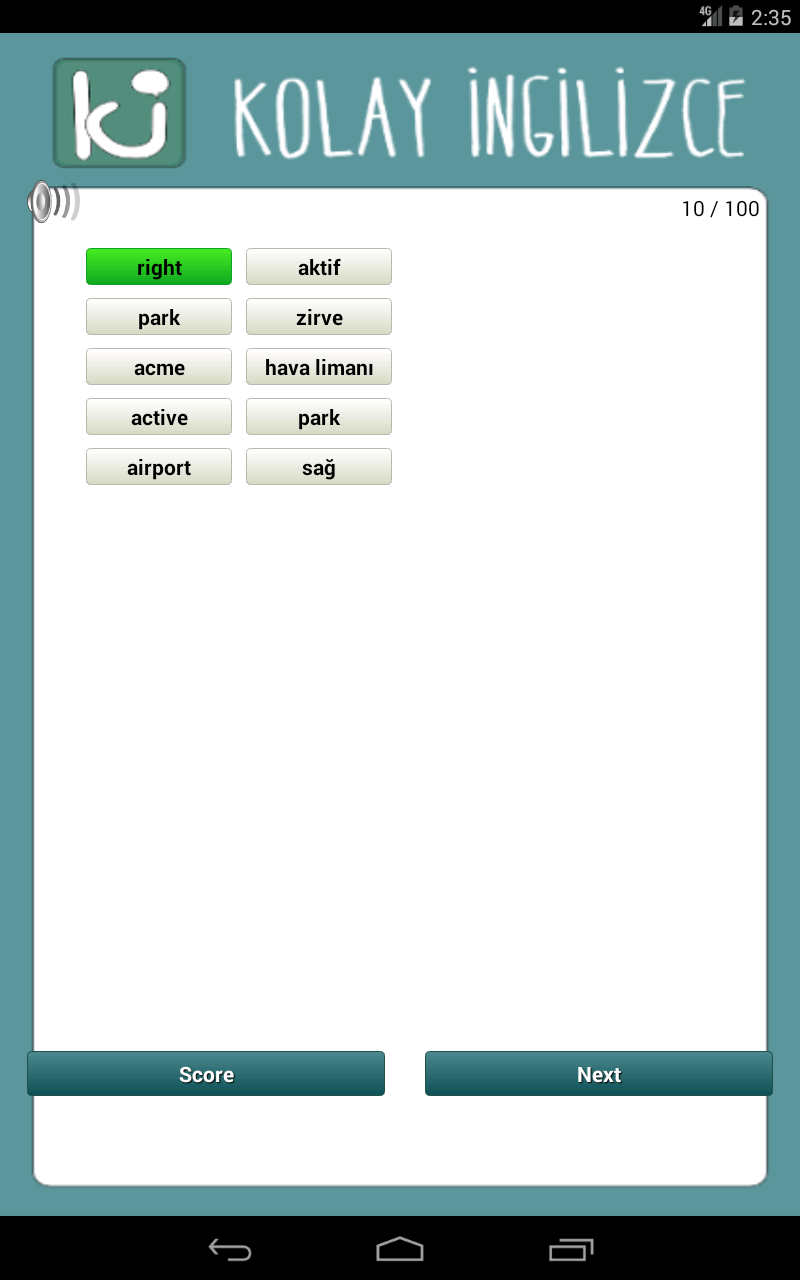 4G 2:35
ki KOLAY İNGİLİZCE
10 / 100
right aktif
park zirve
acme hava limanı
active park
airport sağ
Score Next